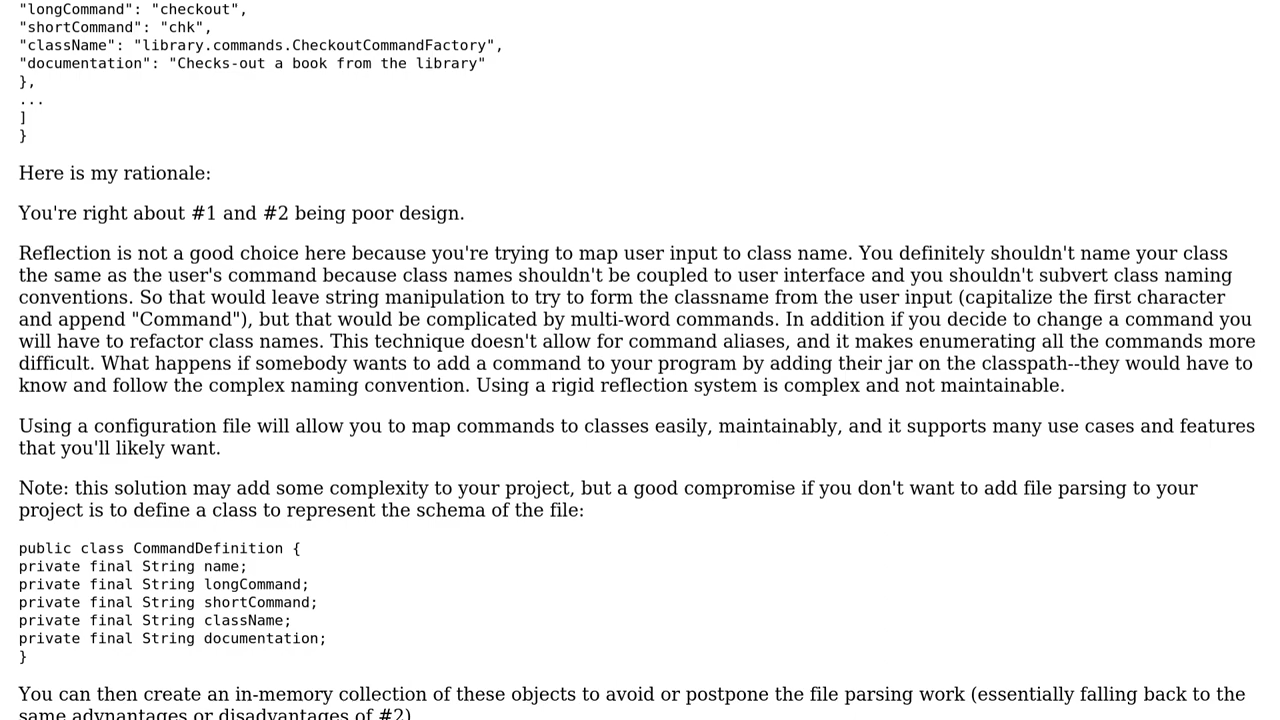 "longCommand": "checkout",
"shortCommand": "chk",
"className": "library.commands.CheckoutCommandFactory",
"documentation": "Checks-out a book from the library"
},
...
]
}
Here is my rationale:
You're right about #1 and #2 being poor design.
Reflection is not a good choice here because you're trying to map user input to class name. You definitely shouldn't name your class
the same as the user's command because class names shouldn't be coupled to user interface and you shouldn't subvert class naming
conventions. So that would leave string manipulation to try to form the classname from the user input (capitalize the first character
and append "Command"), but that would be complicated by multi-word commands. In addition if you decide to change a command you
will have to refactor class names. This technique doesn't allow for command aliases, and it makes enumerating all the commands more
difficult. What happens if somebody wants to add a command to your program by adding their jar on the classpath--they would have to
know and follow the complex naming convention. Using a rigid reflection system is complex and not maintainable.
Using a configuration file will allow you to map commands to classes easily, maintainably, and it supports many use cases and features
that you'll likely want.
Note: this solution may add some complexity to your project, but a good compromise if you don't want to add file parsing to your
project is to define a class to represent the schema of the file:
public class CommandDefinition {
private final String name;
private final String longCommand;
private final String shortCommand;
private final String className;
private final String documentation;
}
You can then create an in-memory collection of these objects to avoid or postpone the file parsing work (essentially falling back to the
same advnantages or disadvantages of #2)